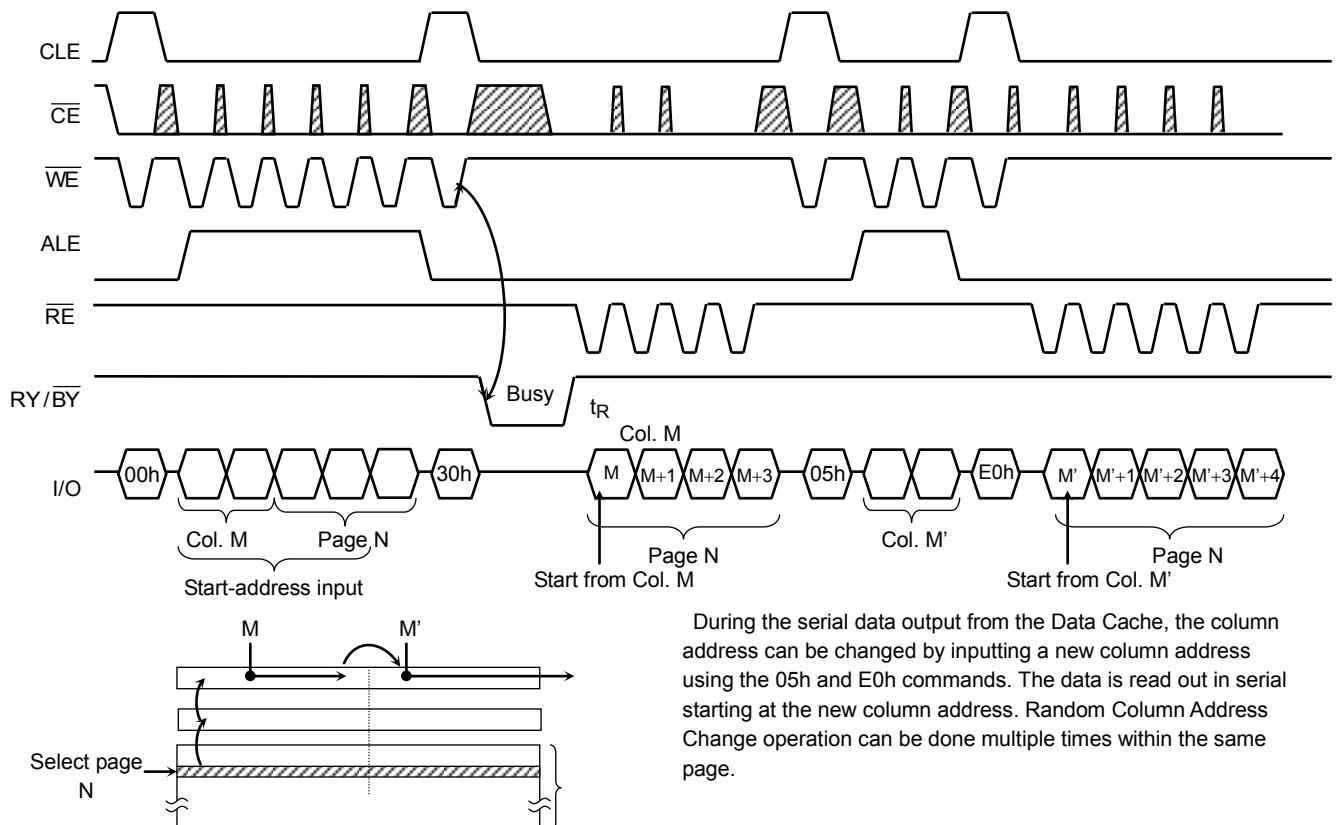 CLE
CE
WE
ALE
RE
RY/BY
Busy
tR
Col. M
I/O
00h
30h
M
M+1
M+2
M+3
05h
E0h
M'
M'+1
M'+2
M'+3
M'+4
Col. M
Page N
Page N
Col. M'
Page N
Start-address input
Start from Col. M
Start from Col. M'
M
M'
Select page
N
During the serial data output from the Data Cache, the column
address can be changed by inputting a new column address
using the 05h and E0h commands. The data is read out in serial
starting at the new column address. Random Column Address
Change operation can be done multiple times within the same
page.